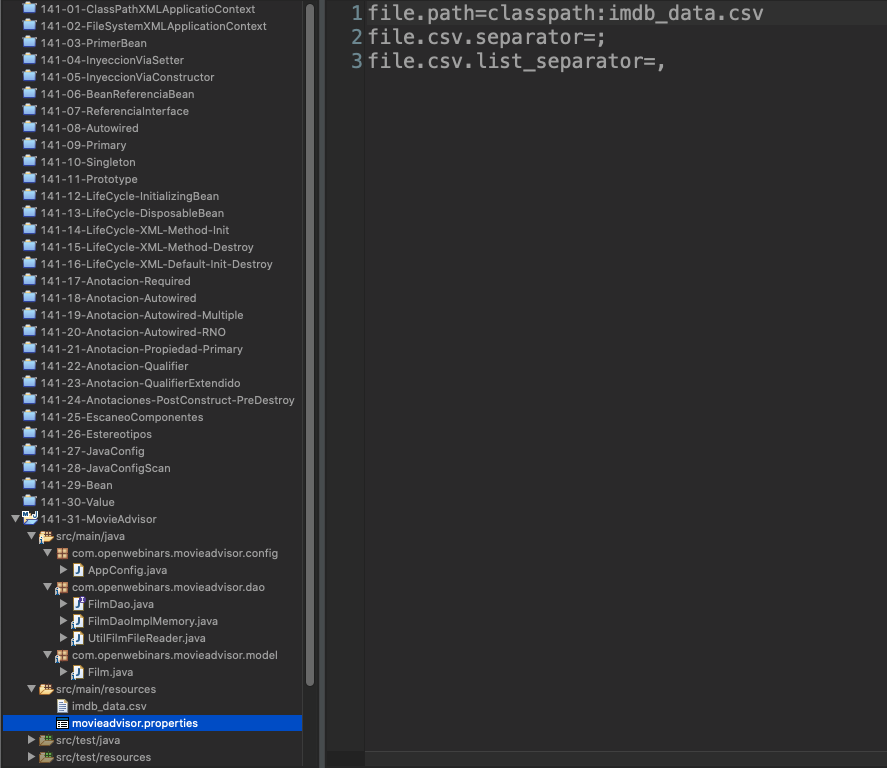 141-01-ClassPathXMLApplicatioContext
141-02-FileSystemXMLApplicationContext
141-03-PrimerBean
141-04-InyeccionViaSetter
141-05-InyeccionViaConstructor
141-06-BeanReferenciaBean
141-07-ReferenciaInterface
141-08-Autowired
141-09-Primary
141-10-Singleton
141-11-Prototype
141-12-LifeCycle-InitializingBean
141-13-LifeCycle-DisposableBean
141-14-LifeCycle-XML-Method-Init
141-15-LifeCycle-XML-Method-Destroy
141-16-LifeCycle-XML-Default-Init-Destroy
141-17-Anotacion-Required
141-18-Anotacion-Autowired
141-19-Anotacion-Autowired-Multiple
141-20-Anotacion-Autowired-RNO
141-21-Anotacion-Propiedad-Primary
141-22-Anotacion-Qualifier
141-23-Anotacion-QualifierExtendido
141-24-Anotaciones-PostConstruct-PreDestroy
141-25-EscaneoComponentes
141-26-Estereotipos
141-27-JavaConfig
141-28-JavaConfigScan
141-29-Bean
141-30-Value
141-31-MovieAdvisor
src/main/java
com.openwebinars.movieadvisor.config
AppConfig.java
com.openwebinars.movieadvisor.dao
FilmDao.java
FilmDaoImplMemory.java
UtilFilmFileReader.java
com.openwebinars.movieadvisor.model
Film.java
src/main/resources
imdb_data.csv
movieadvisor.properties
src/test/java
src/test/resources
1 file.path=classpath:imdb_data.csv
2 file.csv.separator=;
3 file.csv.list_separator=,